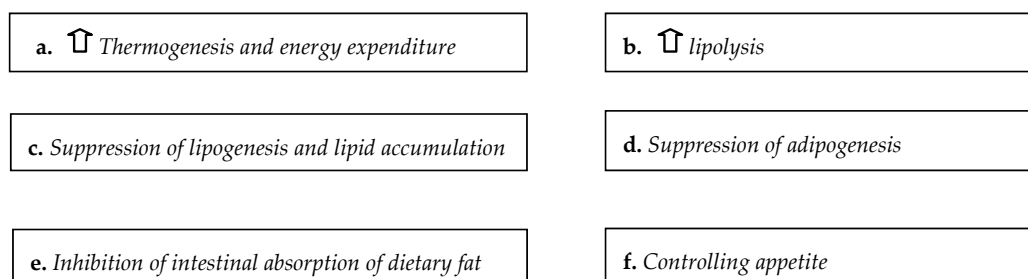 a. ⇧ Thermogenesis and energy expenditure
b. ⇧ lipolysis
c. Suppression of lipogenesis and lipid accumulation
d. Suppression of adipogenesis
e. Inhibition of intestinal absorption of dietary fat
f. Controlling appetite